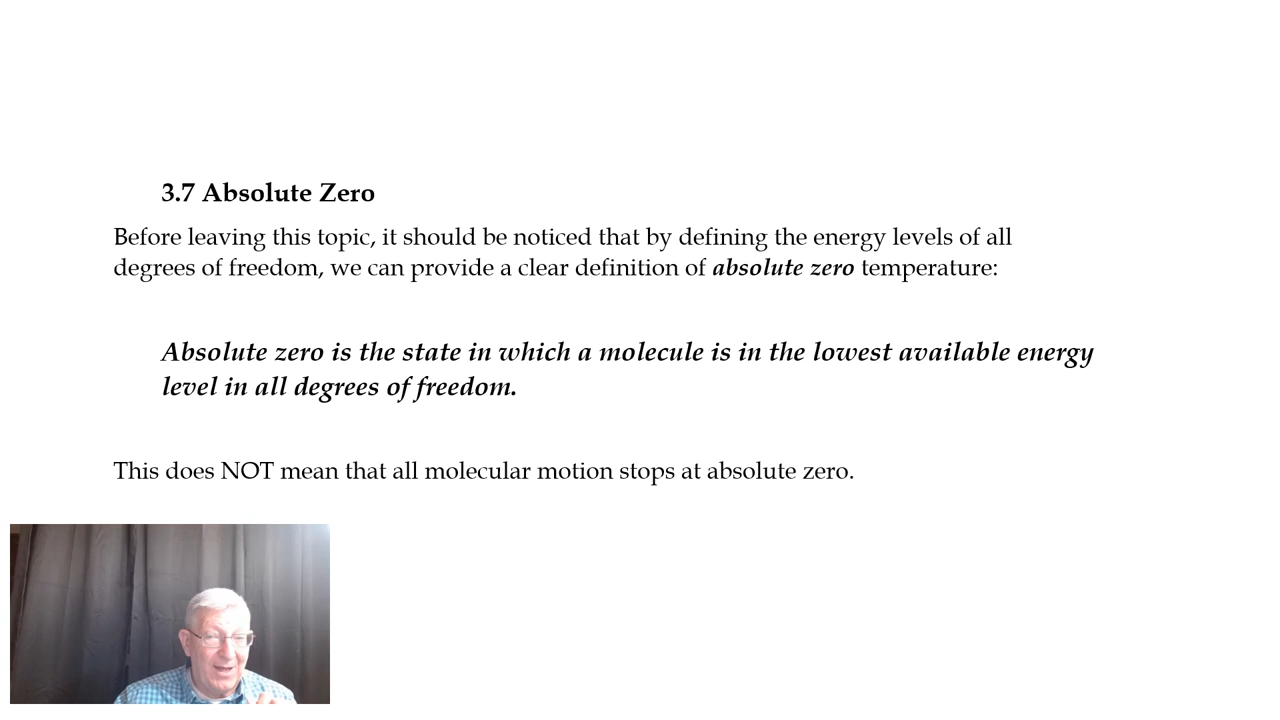 3.7 Absolute Zero
Before leaving this topic, it should be noticed that by defining the energy levels of all
degrees of freedom, we can provide a clear definition of absolute zero temperature:
Absolute zero is the state in which a molecule is in the lowest available energy
level in all degrees of freedom.
This does NOT mean that all molecular motion stops at absolute zero.